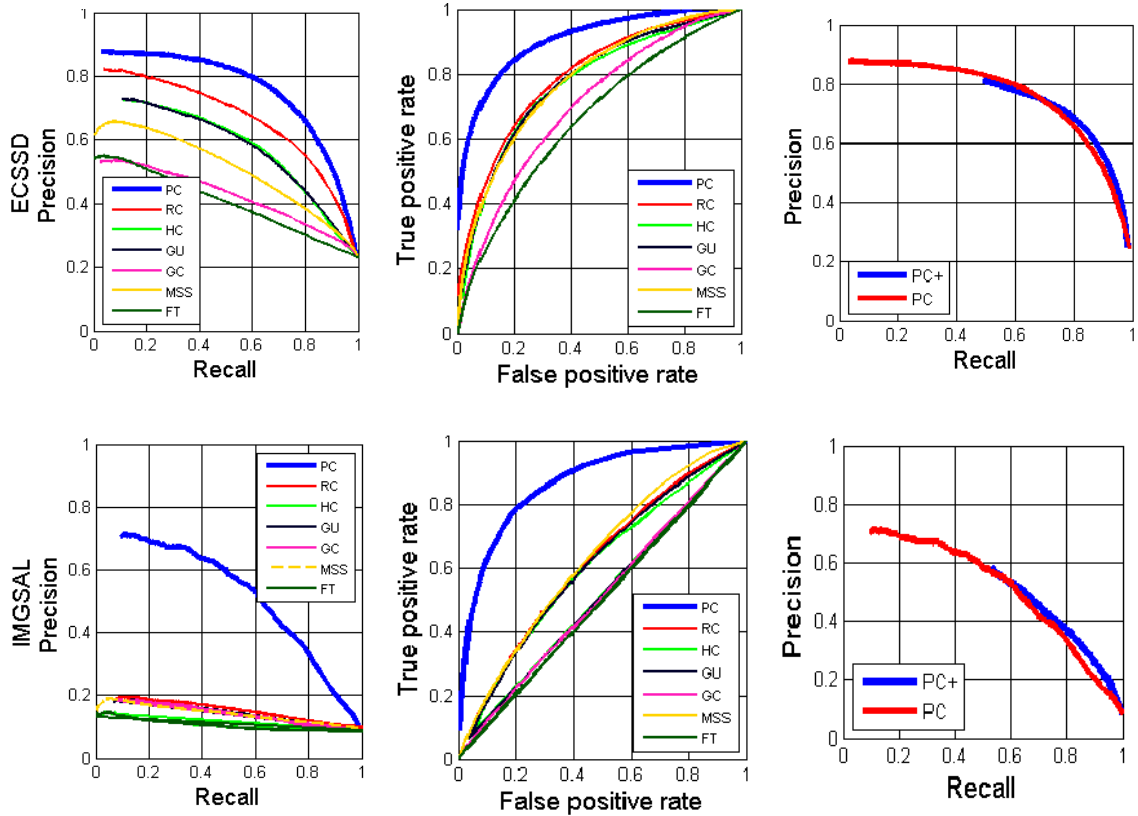 1
0.8
0.6
0.4
0.2
0
0
0.2
0.4
0.6
0.8
1
ECSSD
Precision
Recall
PC
RC
HC
GU
GC
MSS
FT
1
0.8
0.6
0.4
0.2
0
0
0.2
0.4
0.6
0.8
1
True positive rate
False positive rate
PC
RC
HC
GU
GC
MSS
FT
1
0.8
0.6
0.4
0.2
0
0
0.2
0.4
0.6
0.8
1
Precision
Recall
PC+
PC
1
0.8
0.6
0.4
0.2
0
0
0.2
0.4
0.6
0.8
1
IMGSAL
Precision
Recall
PC
RC
HC
GU
GC
MSS
FT
1
0.8
0.6
0.4
0.2
0
0
0.2
0.4
0.6
0.8
1
True positive rate
False positive rate
PC
RC
HC
GU
GC
MSS
FT
1
0.8
0.6
0.4
0.2
0
0
0.2
0.4
0.6
0.8
1
Precision
Recall
PC+
PC